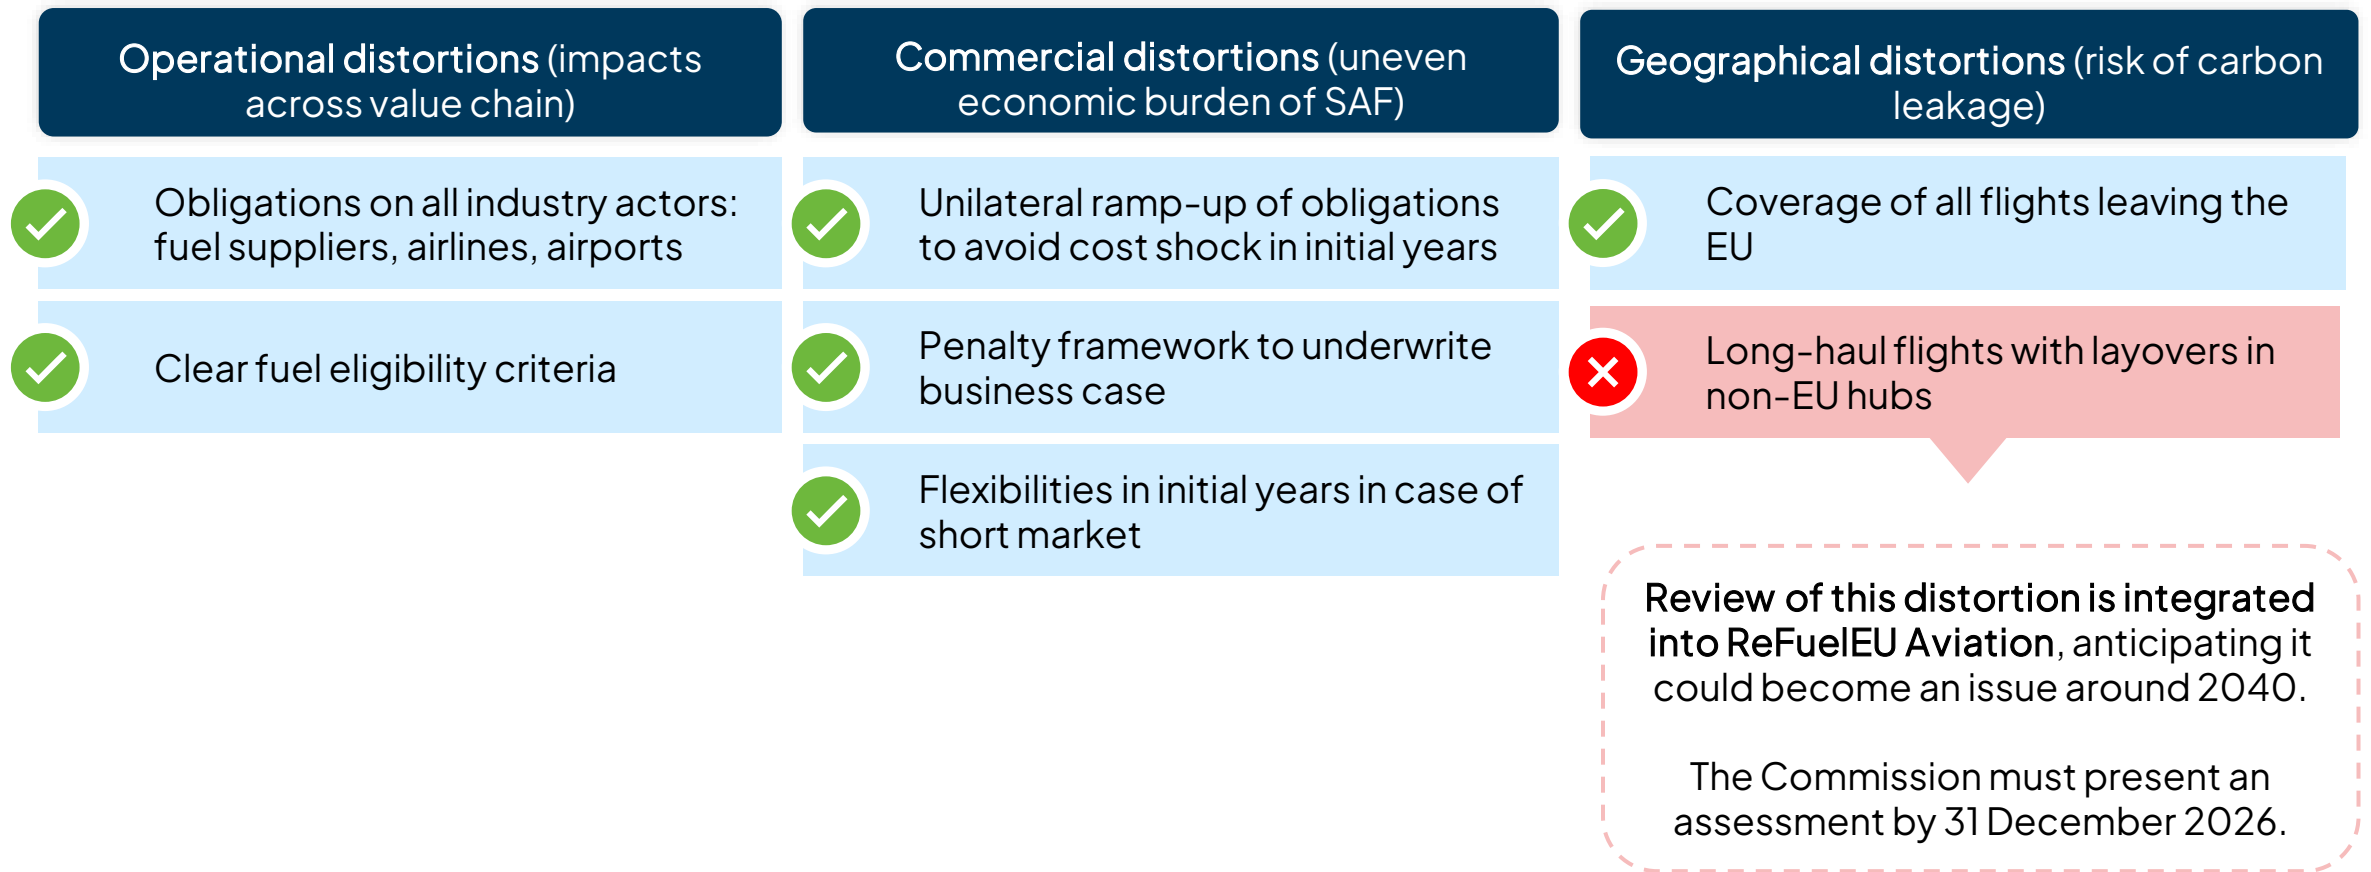 Operational distortions (impacts
across value chain)
Obligations on all industry actors:
fuel suppliers, airlines, airports
Clear fuel eligibility criteria
Commercial distortions (uneven
economic burden of SAF)
Unilateral ramp-up of obligations
to avoid cost shock in initial years
Penalty framework to underwrite
business case
Flexibilities in initial years in case of
short market
Geographical distortions (risk of carbon
leakage)
Coverage of all flights leaving the
EU
Long-haul flights with layovers in
non-EU hubs
Review of this distortion is integrated
into ReFuelEU Aviation, anticipating it
could become an issue around 2040.
The Commission must present an
assessment by 31 December 2026.